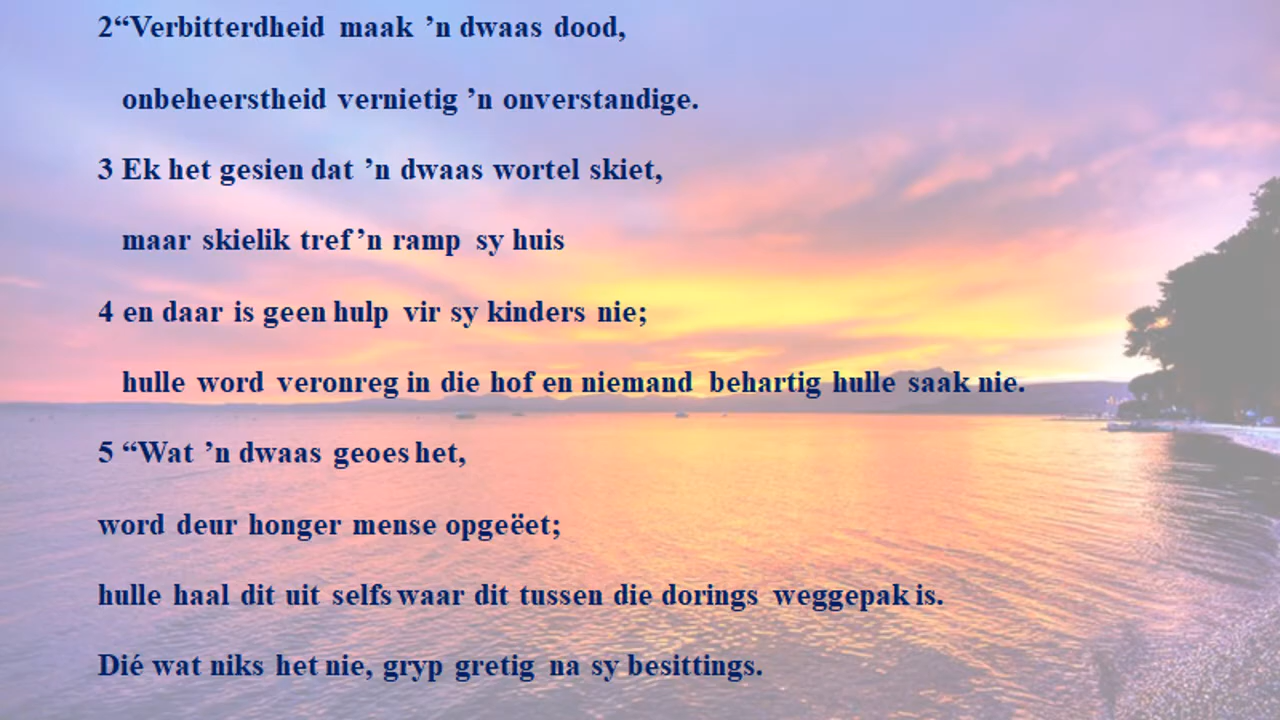 2“Verbitterdheid maak ’n dwaas dood,
onbeheerstheid vernietig ’n onverstandige.
3 Ek het gesien dat ’n dwaas wortel skiet,
maar skielik tref ’n ramp sy huis
4 en daar is geen hulp vir sy kinders nie;
hulle word veronreg in die hof en niemand behartig hulle saak nie.
5 “Wat ’n dwaas geoes het,
word deur honger mense opgeëet;
hulle haal dit uit selfs waar dit tussen die dorings weggepak is.
Dié wat niks het nie, gryp gretig na sy besittings.